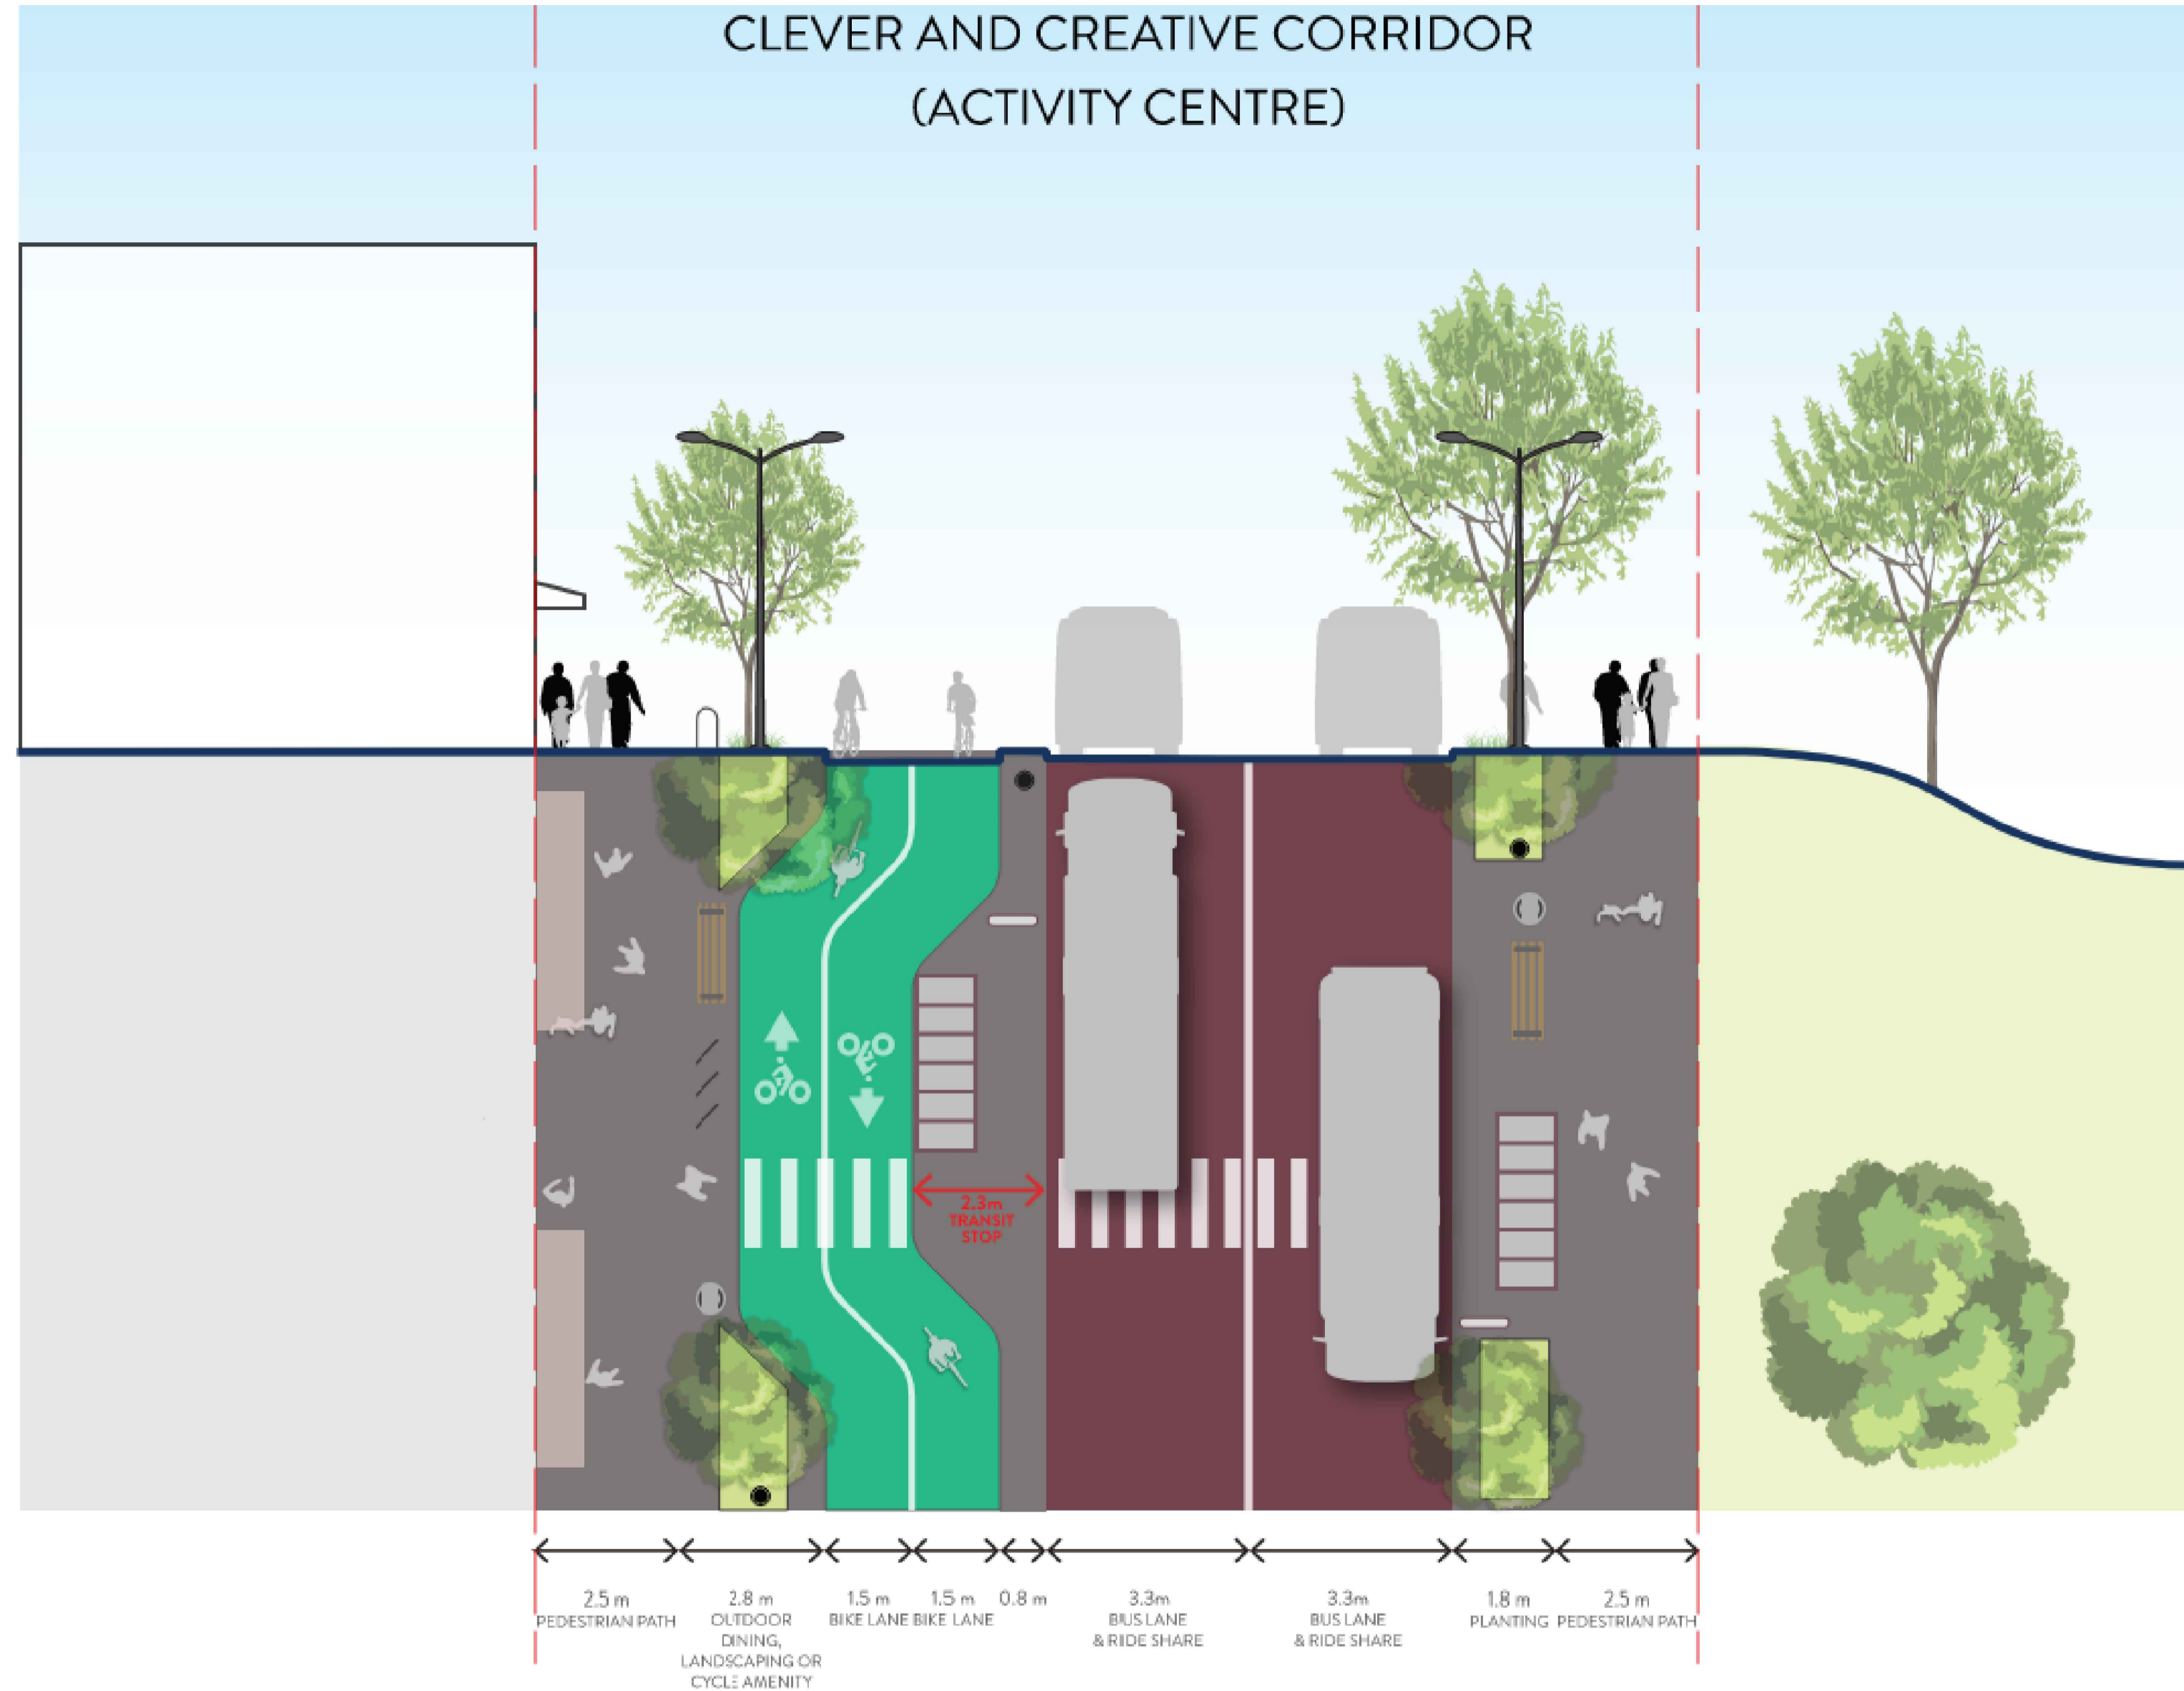 CLEVER AND CREATIVE CORRIDOR
(ACTIVITY CENTRE)
2.3m
TRANSIT
STOP
2.5 m
PEDESTRIAN PATH
2.8 m
OUTDOOR
DINING,
LANDSCAPING OR
CYCLE AMENITY
1.5 m
BIKE LANE
1.5 m
BIKE LANE
0.8 m
3.3m
BUS LANE
& RIDE SHARE
3.3m
BUS LANE
& RIDE SHARE
1.8 m
PLANTING
2.5 m
PEDESTRIAN PATH